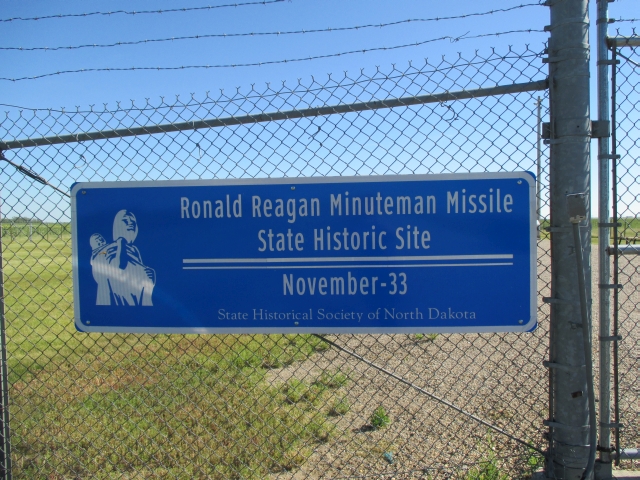 Ronald Reagan Minuteman Missile
State Historic Site
November-33
State Historical Society of North Dakota